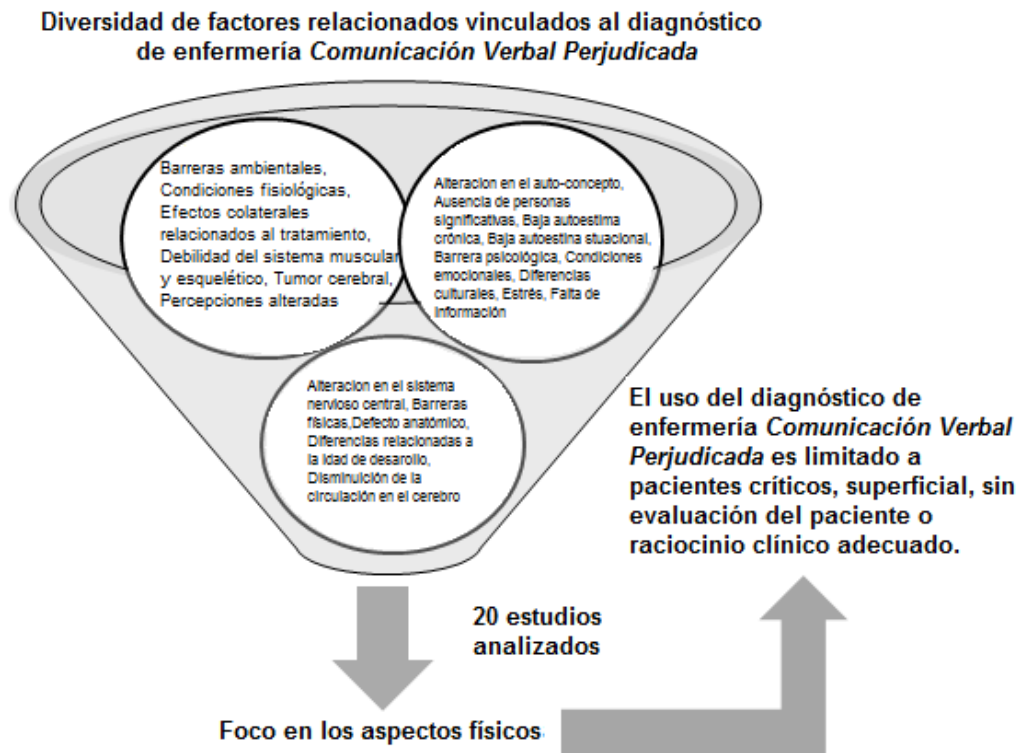 Diversidad de factores relacionados vinculados al diagnóstico
de enfermería Comunicación Verbal Perjudicada
Barreras ambientales,
Condiciones fisiológicas,
Efectos colaterales
relacionados al tratamiento,
Debilidad del sistema muscular
y esquelético, Tumor cerebral,
Percepciones alteradas
Alteracion en el auto-concepto,
Ausencia de personas
significativas, Baja autoestima
crónica, Baja autoestina stuacional,
Barrera psicológica, Condiciones
emocionales, Diferencias
culturales, Estrés, Falta de
información
Alteracion en el sistema
nervioso central, Barreras
físicas,Defecto anatómico,
Diferencias relacionadas a
la idad de desarollo,
Disminuición de la
circulación en el cerebro
El uso del diagnóstico de
enfermería Comunicación Verbal
Perjudicada es limitado a
pacientes críticos, superficial, sin
evaluación del paciente o
raciocinio clínico adecuado.
20 estudios
analizados
Foco en los aspectos físicos